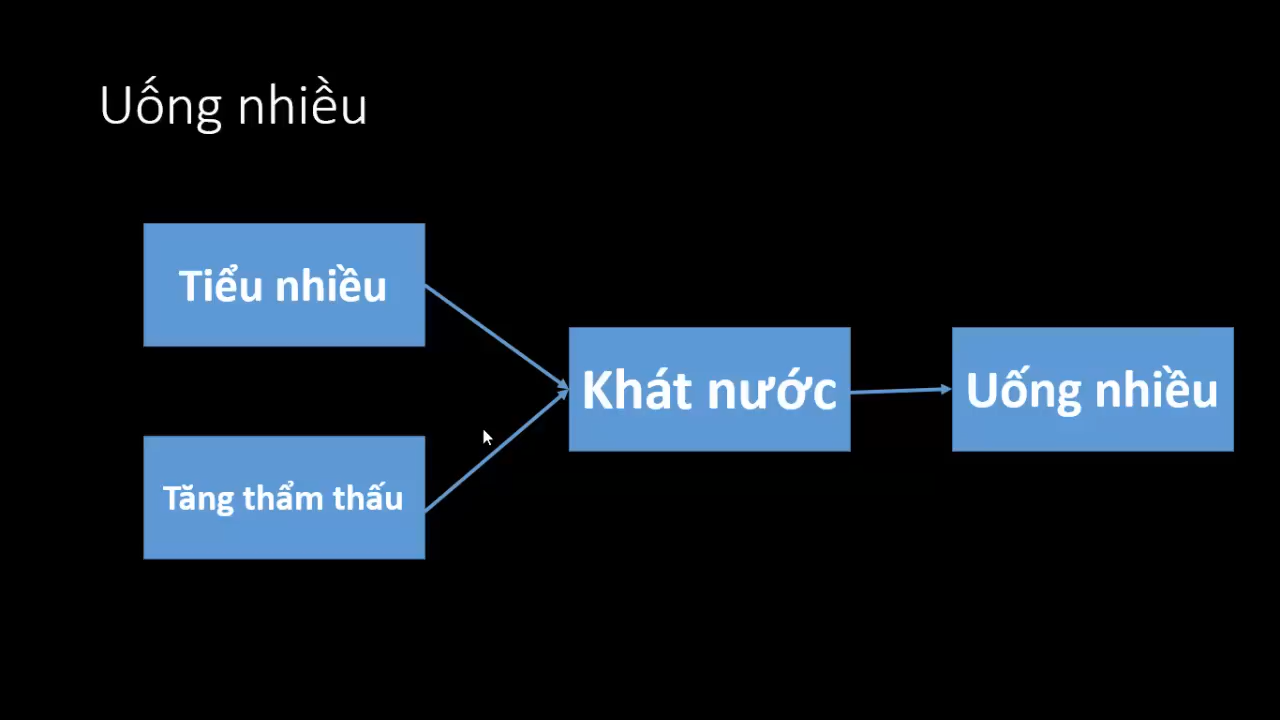 Uống nhiều
Tiểu nhiều
Khát nước
Uống nhiều
Tăng thẩm thấu